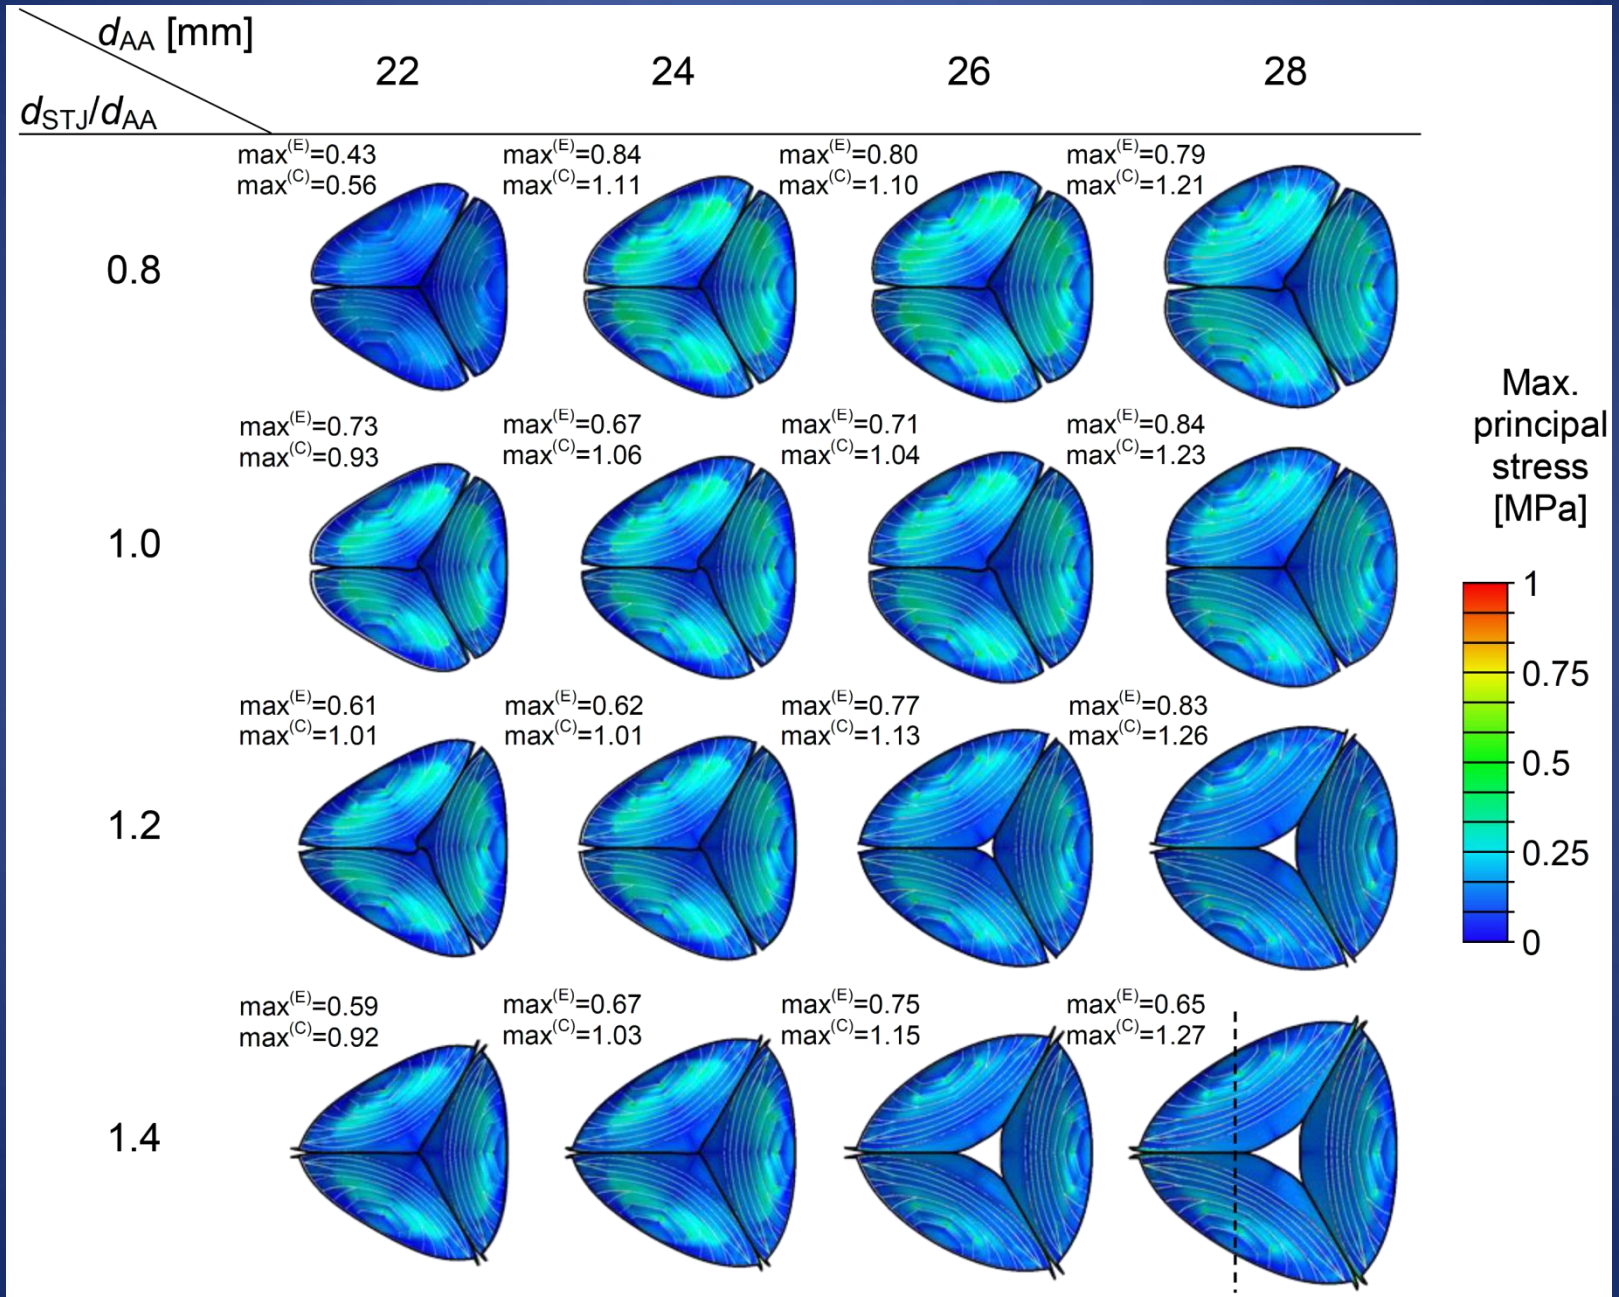 d_AA [mm]
22 24 26 28
d_STJ/d_AA
max^(E)=0.43 max^(E)=0.84 max^(E)=0.80 max^(E)=0.79
max^(C)=0.56 max^(C)=1.11 max^(C)=1.10 max^(C)=1.21
0.8
max^(E)=0.73 max^(E)=0.67 max^(E)=0.71 max^(E)=0.84
max^(C)=0.93 max^(C)=1.06 max^(C)=1.04 max^(C)=1.23
1.0
max^(E)=0.61 max^(E)=0.62 max^(E)=0.77 max^(E)=0.83
max^(C)=1.01 max^(C)=1.01 max^(C)=1.13 max^(C)=1.26
1.2
max^(E)=0.59 max^(E)=0.67 max^(E)=0.75 max^(E)=0.65
max^(C)=0.92 max^(C)=1.03 max^(C)=1.15 max^(C)=1.27
1.4
Max.
principal
stress
[MPa]
1
0.75
0.5
0.25
0